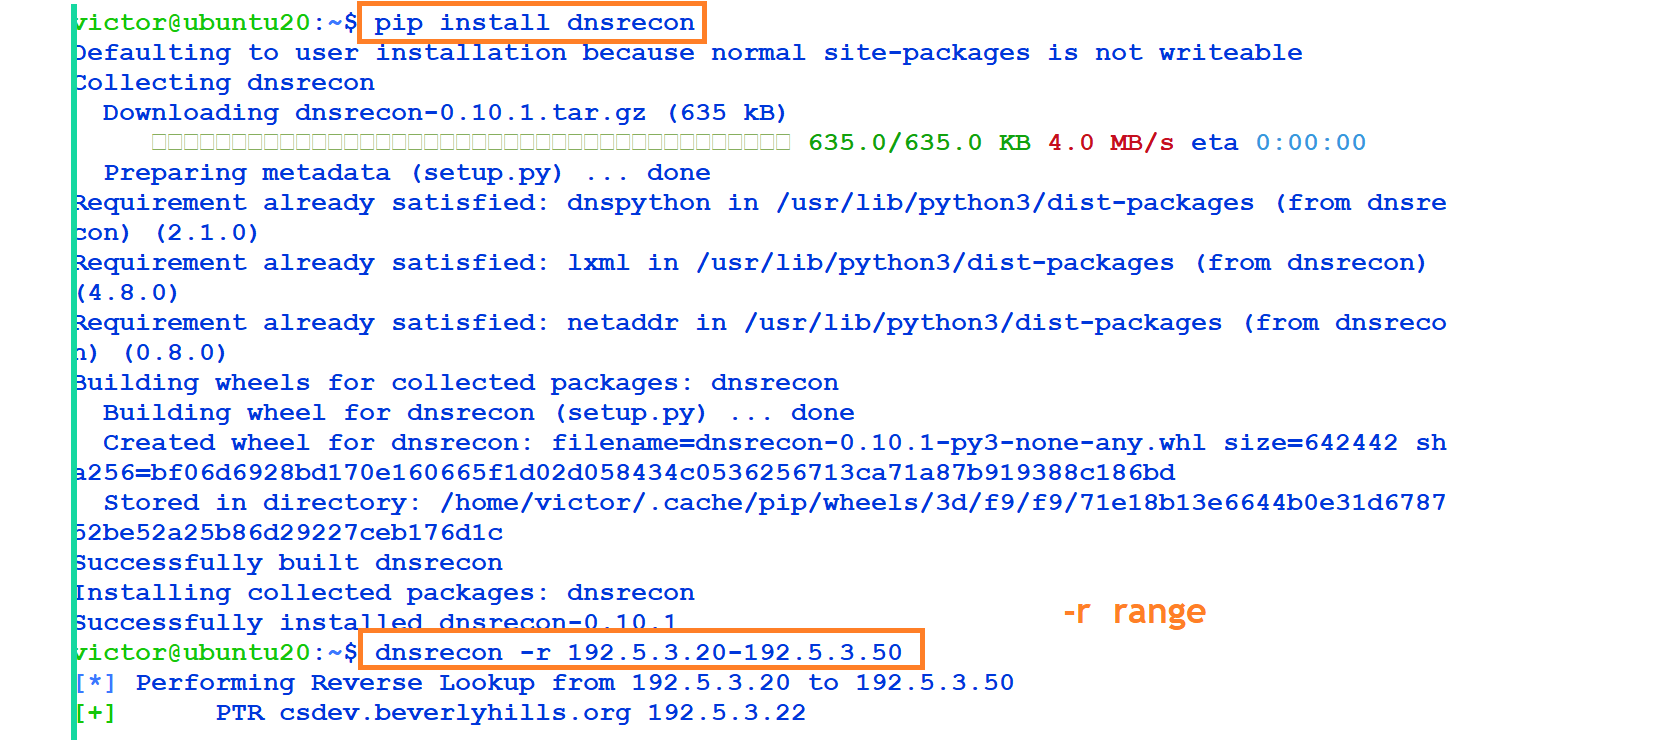 victor@ubuntu20:~$ pip install dnsrecon
Defaulting to user installation because normal site-packages is not writeable
Collecting dnsrecon
Downloading dnsrecon-0.10.1.tar.gz (635 kB)
635.0/635.0 KB 4.0 MB/s eta 0:00:00
Preparing metadata (setup.py) ... done
Requirement already satisfied: dnspython in /usr/lib/python3/dist-packages (from dnsre
con) (2.1.0)
Requirement already satisfied: lxml in /usr/lib/python3/dist-packages (from dnsrecon)
(4.8.0)
Requirement already satisfied: netaddr in /usr/lib/python3/dist-packages (from dnsreco
n) (0.8.0)
Building wheels for collected packages: dnsrecon
Building wheel for dnsrecon (setup.py) ... done
Created wheel for dnsrecon: filename=dnsrecon-0.10.1-py3-none-any.whl size=642442 sh
a256=bf06d6928bd170e160665f1d02d058434c0536256713ca71a87b919388c186bd
Stored in directory: /home/victor/.cache/pip/wheels/3d/f9/f9/71e18b13e6644b0e31d6787
52be52a25b86d29227ceb176d1c
Successfully built dnsrecon
Installing collected packages: dnsrecon
-r range
Successfully installed dnsrecon-0.10.1
victor@ubuntu20:~$ dnsrecon -r 192.5.3.20-192.5.3.50
[*] Performing Reverse Lookup from 192.5.3.20 to 192.5.3.50
[+] PTR csdev.beverlyhills.org 192.5.3.22